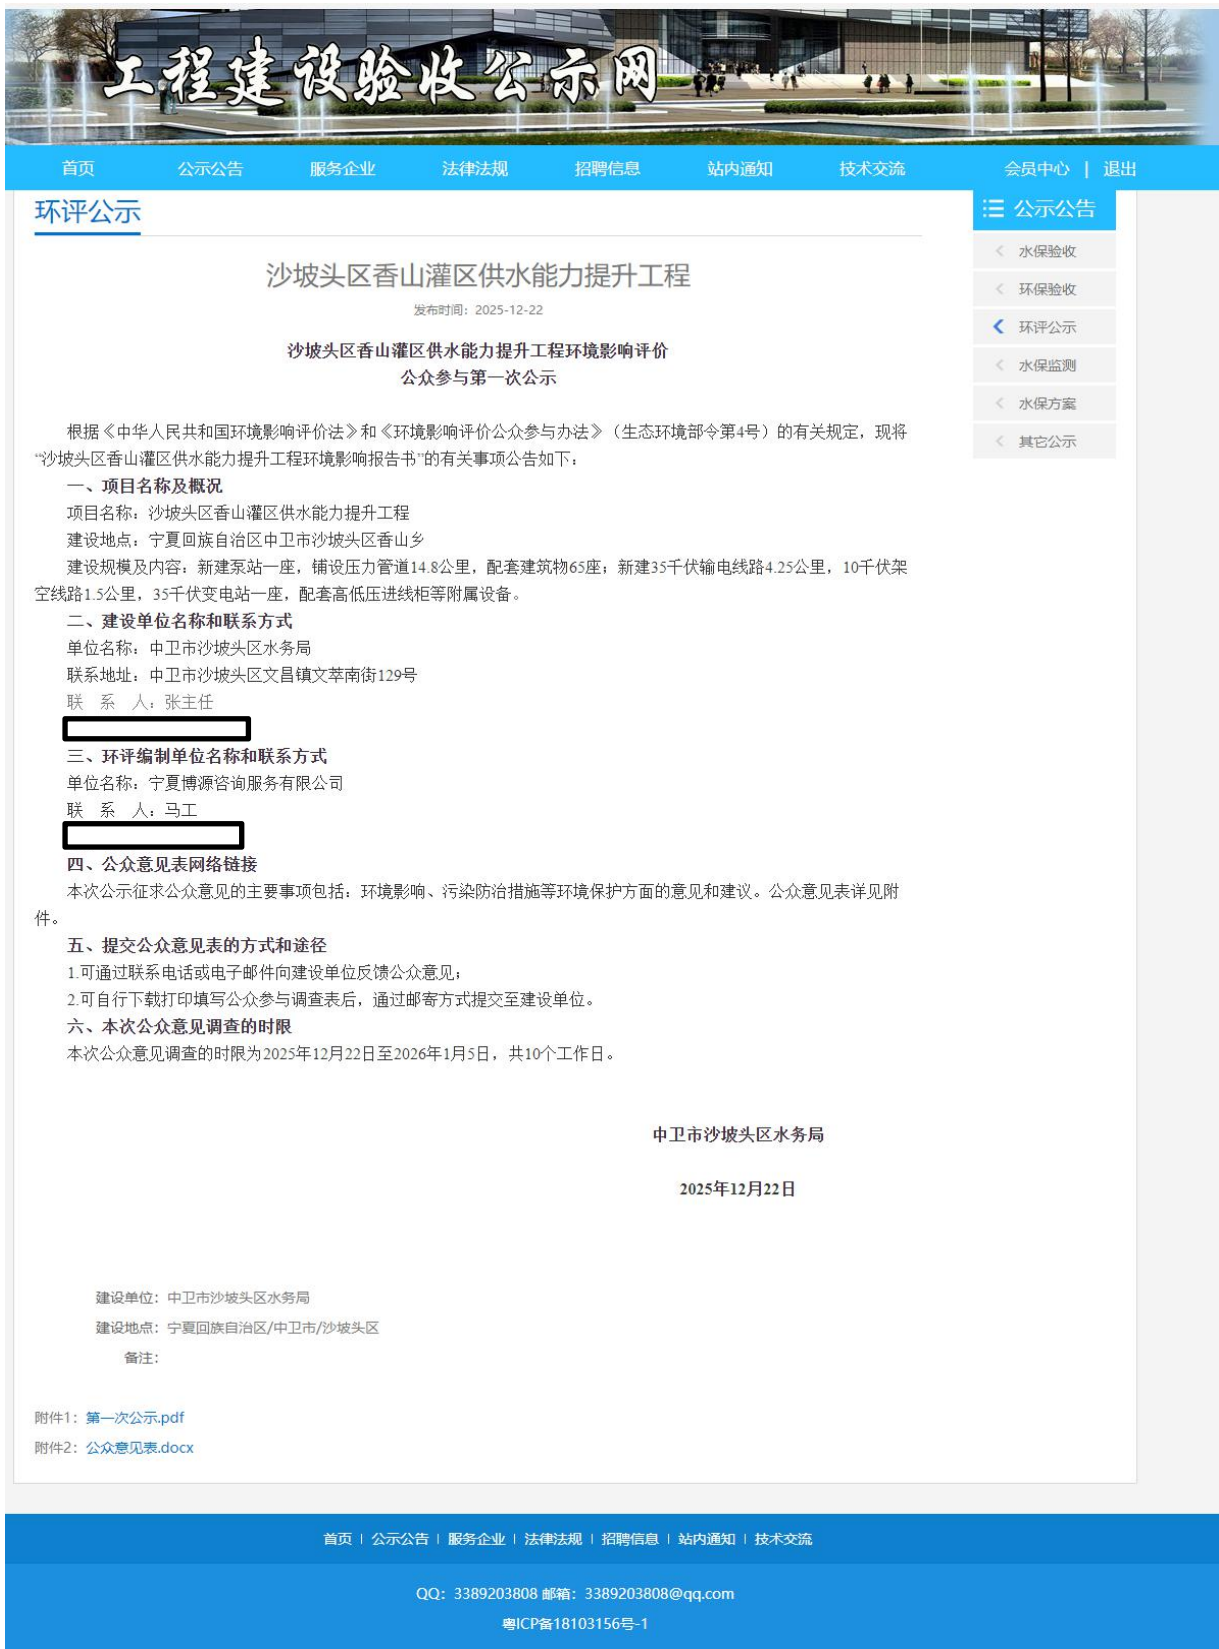 工程建设验收公示网
首页 公示公告 服务企业 法律法规 招聘信息 站内通知 技术交流 会员中心 | 退出
环评公示
沙坡头区香山灌区供水能力提升工程
发布时间：2025-12-22
沙坡头区香山灌区供水能力提升工程环境影响评价
公众参与第一次公示
根据《中华人民共和国环境影响评价法》和《环境影响评价公众参与办法》（生态环境部令第4号）的有关规定，现将
“沙坡头区香山灌区供水能力提升工程环境影响报告书”的有关事项公告如下：
一、项目名称及概况
项目名称：沙坡头区香山灌区供水能力提升工程
建设地点：宁夏回族自治区中卫市沙坡头区香山乡
建设规模及内容：新建泵站一座，铺设压力管道14.8公里，配套建筑物65座；新建35千伏输电线路4.25公里，10千伏架
空线路1.5公里，35千伏变电站一座，配套高低压进线柜等附属设备。
二、建设单位名称和联系方式
单位名称：中卫市沙坡头区水务局
联系地址：中卫市沙坡头区文昌镇文萃南街129号
联 系 人：张主任
三、环评编制单位名称和联系方式
单位名称：宁夏博源咨询服务有限公司
联 系 人：马工
四、公众意见表网络链接
本次公示征求公众意见的主要事项包括：环境影响、污染防治措施等环境保护方面的意见和建议。公众意见表详见附
件。
五、提交公众意见表的方式和途径
1.可通过联系电话或电子邮件向建设单位反馈公众意见；
2.可自行下载打印填写公众参与调查表后，通过邮寄方式提交至建设单位。
六、本次公众意见调查的时限
本次公众意见调查的时限为2025年12月22日至2026年1月5日，共10个工作日。
中卫市沙坡头区水务局
2025年12月22日
建设单位：中卫市沙坡头区水务局
建设地点：宁夏回族自治区/中卫市/沙坡头区
备注：
附件1：第一次公示.pdf
附件2：公众意见表.docx
公示公告
水保验收
环保验收
环评公示
水保监测
水保方案
其它公示
首页 | 公示公告 | 服务企业 | 法律法规 | 招聘信息 | 站内通知 | 技术交流
QQ：3389203808 邮箱：3389203808@qq.com
粤ICP备18103156号-1